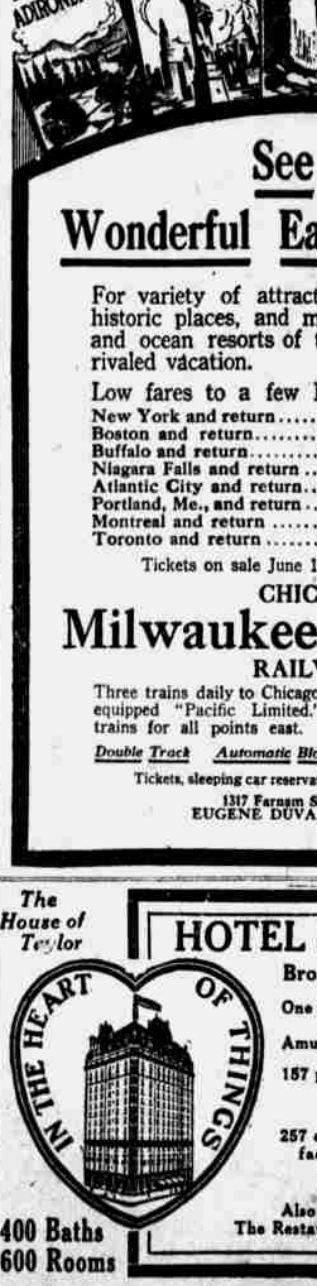 ADIRON
See
Wonderful Ea
For variety of attract
historic places, and m
and ocean resorts of t
rivaled vacation.
Low fares to a few
New York and return.....
Boston and return........
Buffalo and return.........
Niagara Falls and return ..
Atlantic City and return..
Portland, Me., and return..
Montreal and return ......
Toronto and return .......
Tickets on sale June 1
CHIC
Milwaukee
RAIL
Three trains daily to Chicago
equipped "Pacific Limited."
trains for all points east.
Double Track Automatic Blo
Tickets, sleeping car reserva
1317 Farnam S
EUGENE DUVA
The
House of
Taylor
IN THE HEART OF THINGS
400 Baths
600 Rooms
HOTEL
Bro
One
Amu
157
257
fa
Also
The Resta